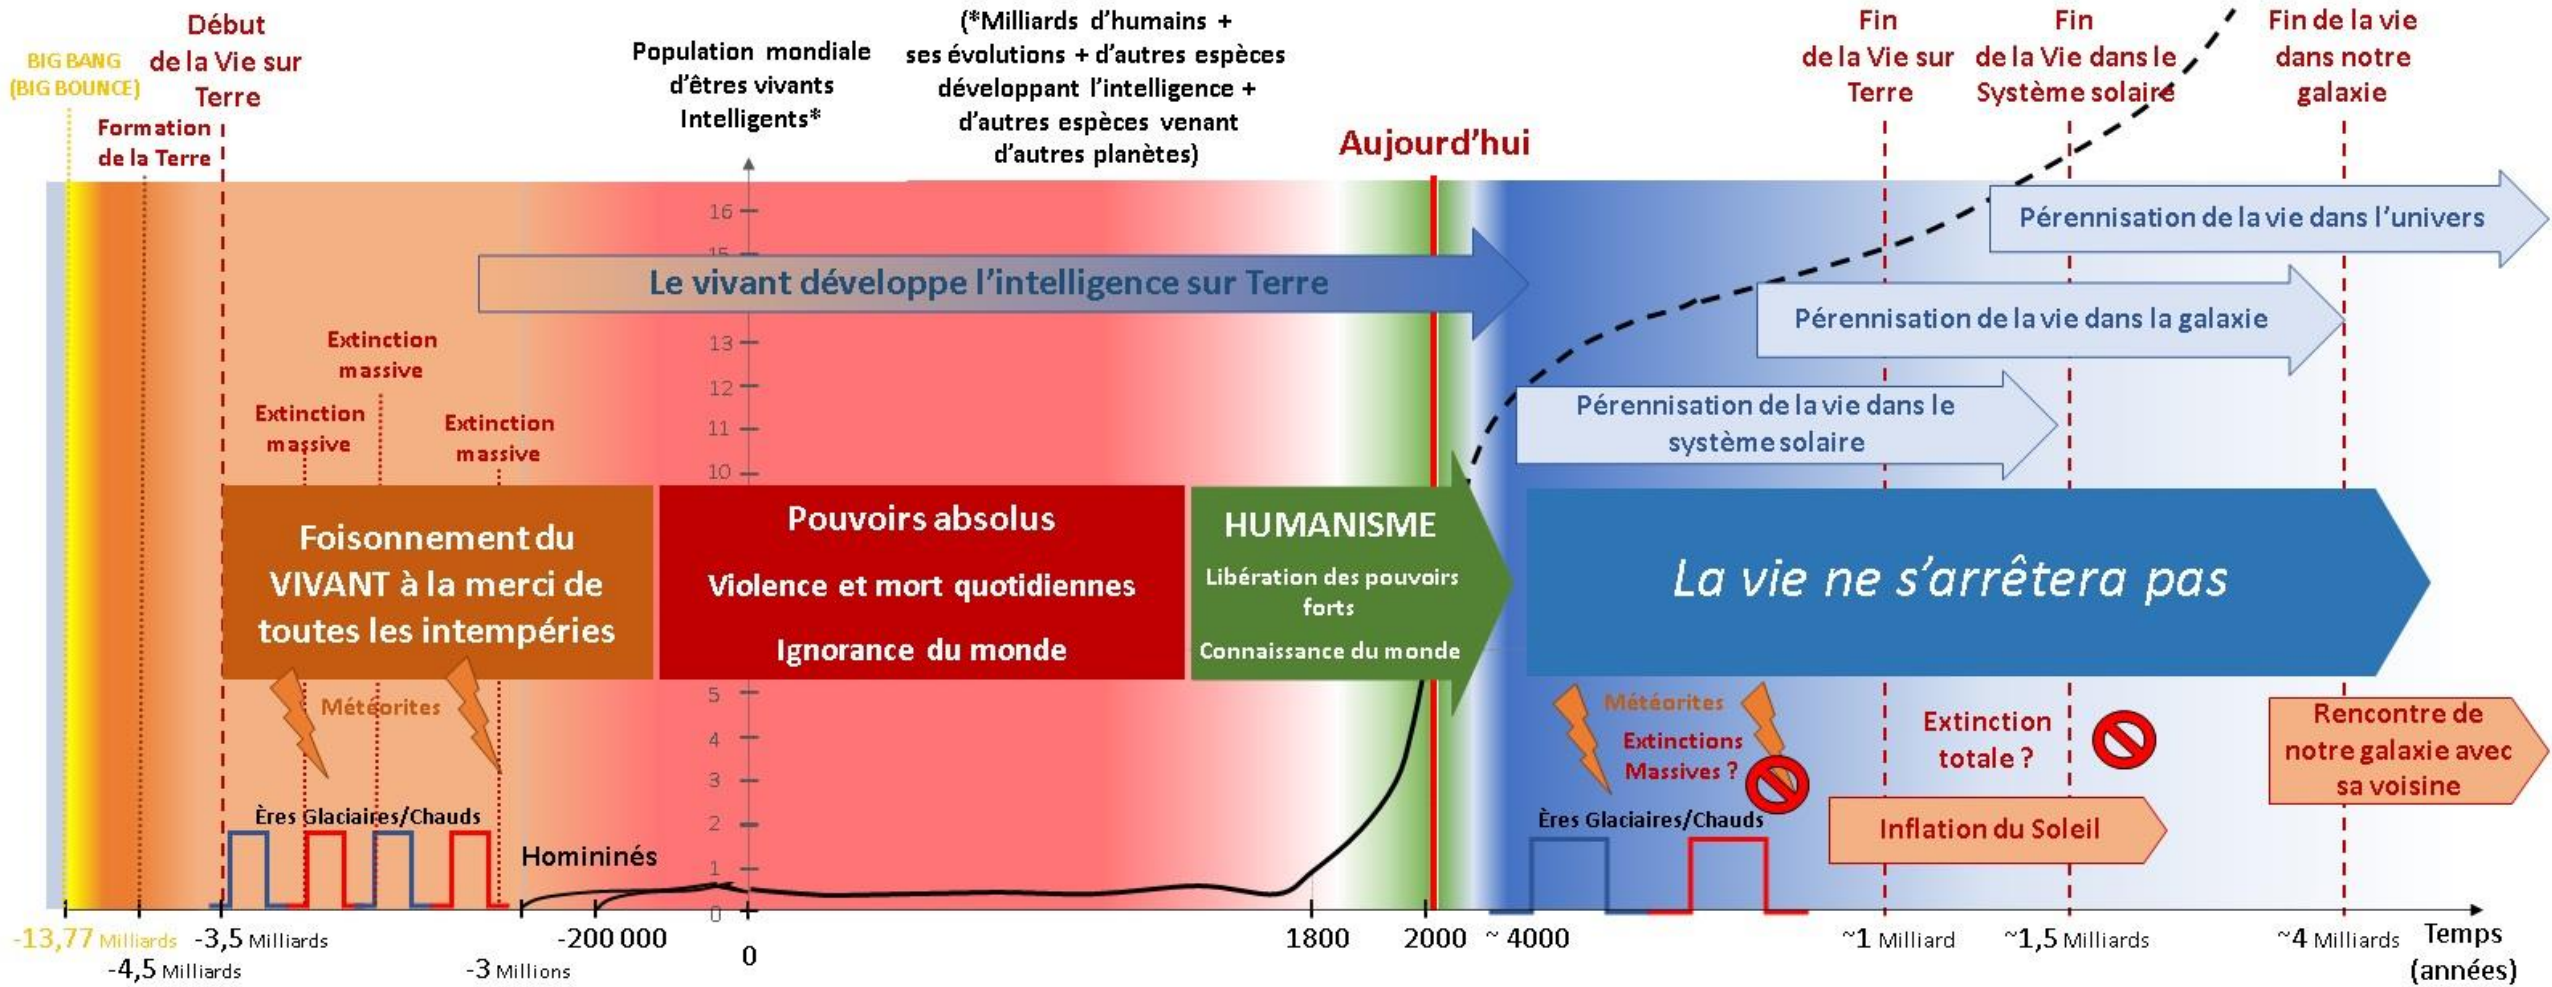 BIG BANG
(BIG BOUNCE)
Début
de la Vie sur
Terre
Formation
de la Terre
Population mondiale
d'êtres vivants
Intelligents*
(*Milliards d'humains +
ses évolutions + d'autres espèces
développant l'intelligence +
d'autres espèces venant
d'autres planètes)
Aujourd'hui
Fin
de la Vie sur
Terre
Fin
de la Vie dans le
Système solaire
Fin de la vie
dans notre
galaxie
16
15
13
12
11
10
5
4
3
2
1
0
Pérennisation de la vie dans l'univers
Le vivant développe l'intelligence sur Terre
Pérennisation de la vie dans la galaxie
Pérennisation de la vie dans le
système solaire
Extinction
massive
Extinction
massive
Extinction
massive
Foisonnement du
VIVANT à la merci de
toutes les intempéries
Pouvoirs absolus
Violence et mort quotidiennes
Ignorance du monde
HUMANISME
Libération des pouvoirs
forts
Connaissance du monde
La vie ne s'arrêtera pas
Météorites
Ères Glaciaires/Chauds
Homininés
Météorites
Extinctions
Massives ?
Ères Glaciaires/Chauds
Extinction
totale ?
Inflation du Soleil
Rencontre de
notre galaxie avec
sa voisine
-13,77 Milliards
-4,5 Milliards
-3,5 Milliards
-3 Millions
-200 000
0
1800
2000
~ 4000
~1 Milliard
~1,5 Milliards
~4 Milliards
Temps
(années)